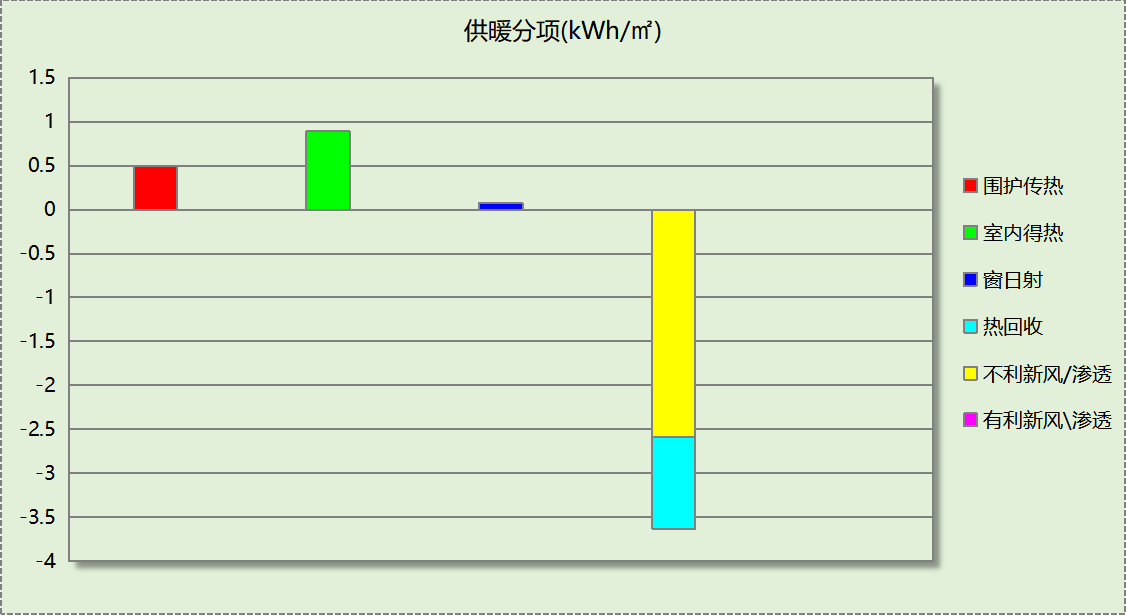 供暖分项(kWh/㎡)
1.5
1
0.5
0
-0.5
-1
-1.5
-2
-2.5
-3
-3.5
-4
围护传热
室内得热
窗日射
热回收
不利新风/渗透
有利新风\渗透